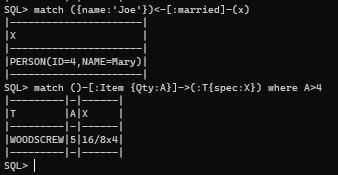 SQL> match ({name:'Joe'})<-[:married]-(x)
|----------------------|
|X                     |
|----------------------|
|PERSON(ID=4,NAME=Mary)|
|----------------------|
SQL> match ()-[:Item {Qty:A}]->(:T{spec:X}) where A>4
|---------|-|------|
|T        |A|X     |
|---------|-|------|
|WOODSCREW|5|16/8x4|
|---------|-|------|
SQL>